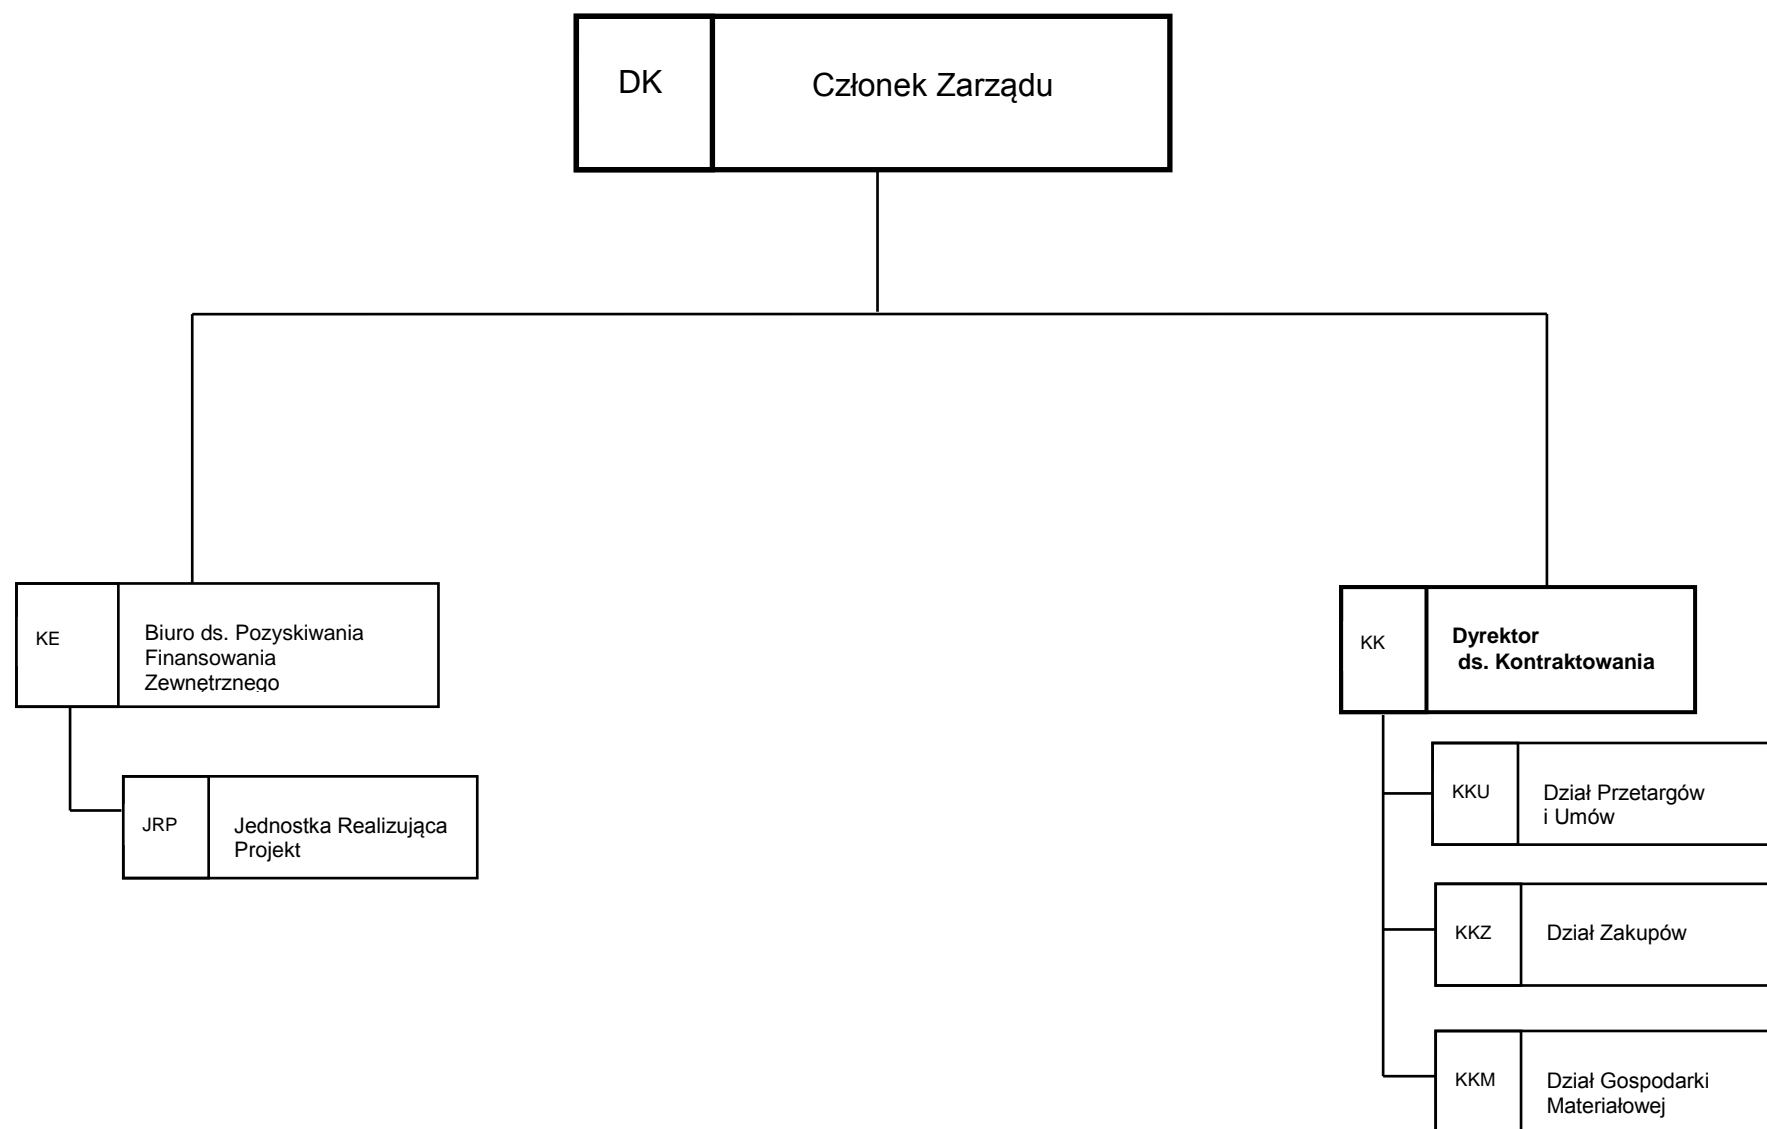 DK
Członek Zarządu
KE
Biuro ds. Pozyskiwania
Finansowania
Zewnętrznego
JRP
Jednostka Realizująca
Projekt
KK
Dyrektor
ds. Kontraktowania
KKU
Dział Przetargów
i Umów
KKZ
Dział Zakupów
KKM
Dział Gospodarki
Materiałowej